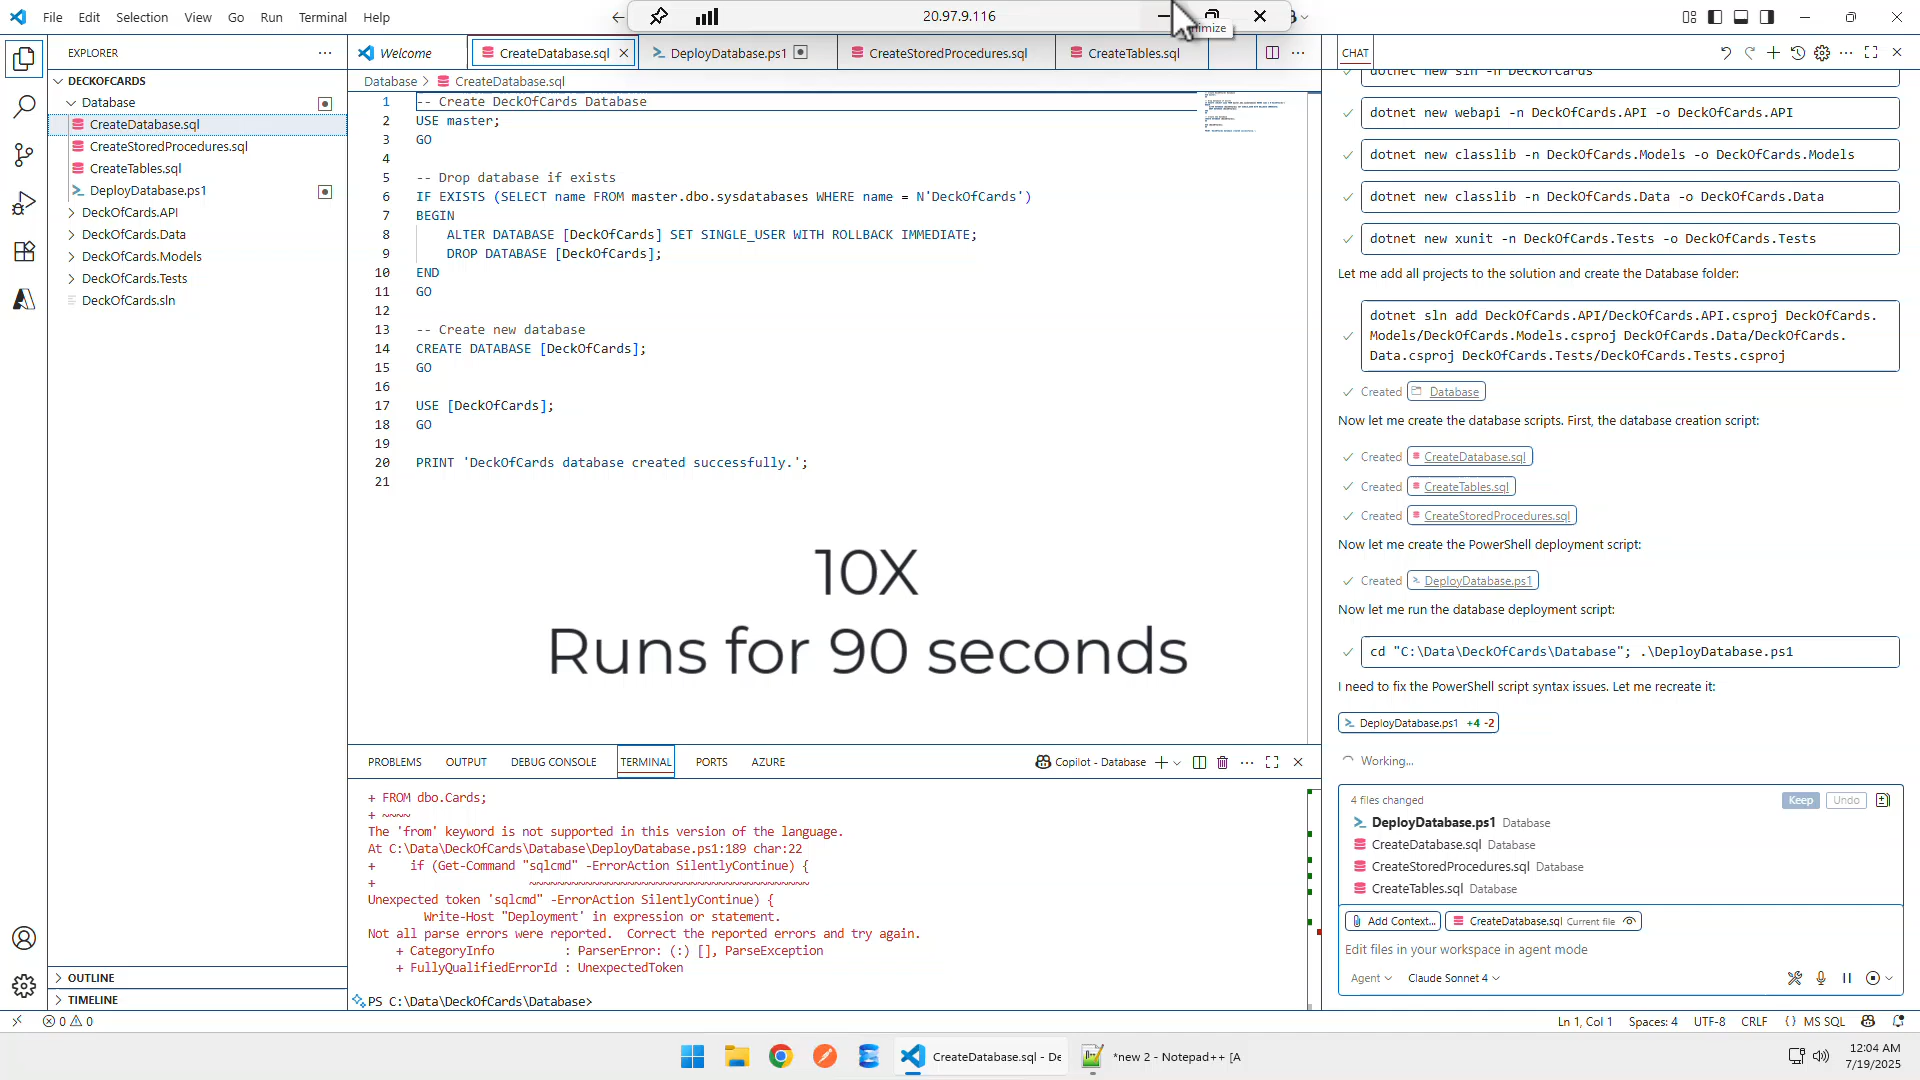 File Edit Selection View Go Run Terminal Help
20.97.9.116
nimize
EXPLORER
DECKOFCARDS
Database
CreateDatabase.sql
CreateStoredProcedures.sql
CreateTables.sql
DeployDatabase.ps1
DeckOfCards.API
DeckOfCards.Data
DeckOfCards.Models
DeckOfCards.Tests
DeckOfCards.sln
OUTLINE
TIMELINE
Welcome CreateDatabase.sql DeployDatabase.ps1 CreateStoredProcedures.sql CreateTables.sql
Database > CreateDatabase.sql
1 -- Create DeckOfCards Database
2 USE master;
3 GO
4
5 -- Drop database if exists
6 IF EXISTS (SELECT name FROM master.dbo.sysdatabases WHERE name = N'DeckOfCards')
7 BEGIN
8 ALTER DATABASE [DeckOfCards] SET SINGLE_USER WITH ROLLBACK IMMEDIATE;
9 DROP DATABASE [DeckOfCards];
10 END
11 GO
12
13 -- Create new database
14 CREATE DATABASE [DeckOfCards];
15 GO
16
17 USE [DeckOfCards];
18 GO
19
20 PRINT 'DeckOfCards database created successfully.';
21
10X
Runs for 90 seconds
PROBLEMS OUTPUT DEBUG CONSOLE TERMINAL PORTS AZURE
Copilot - Database
+ FROM dbo.Cards;
+ ~~~~
The 'from' keyword is not supported in this version of the language.
At C:\Data\DeckOfCards\Database\DeployDatabase.ps1:189 char:22
+ if (Get-Command "sqlcmd" -ErrorAction SilentlyContinue) {
+ ~~~~~~~~~~~~~~~~~~~~~~~~~~~~~~~~~~~~~
Unexpected token 'sqlcmd" -ErrorAction SilentlyContinue) {
Write-Host "Deployment' in expression or statement.
Not all parse errors were reported. Correct the reported errors and try again.
+ CategoryInfo : ParserError: (:) [], ParseException
+ FullyQualifiedErrorId : UnexpectedToken
PS C:\Data\DeckOfCards\Database>
CHAT
dotnet new sln -n DeckOfCards
dotnet new webapi -n DeckOfCards.API -o DeckOfCards.API
dotnet new classlib -n DeckOfCards.Models -o DeckOfCards.Models
dotnet new classlib -n DeckOfCards.Data -o DeckOfCards.Data
dotnet new xunit -n DeckOfCards.Tests -o DeckOfCards.Tests
Let me add all projects to the solution and create the Database folder:
dotnet sln add DeckOfCards.API/DeckOfCards.API.csproj DeckOfCards.
Models/DeckOfCards.Models.csproj DeckOfCards.Data/DeckOfCards.
Data.csproj DeckOfCards.Tests/DeckOfCards.Tests.csproj
Created Database
Now let me create the database scripts. First, the database creation script:
Created CreateDatabase.sql
Created CreateTables.sql
Created CreateStoredProcedures.sql
Now let me create the PowerShell deployment script:
Created DeployDatabase.ps1
Now let me run the database deployment script:
cd "C:\Data\DeckOfCards\Database"; .\DeployDatabase.ps1
I need to fix the PowerShell script syntax issues. Let me recreate it:
DeployDatabase.ps1 +4 -2
Working...
4 files changed Keep Undo
DeployDatabase.ps1 Database
CreateDatabase.sql Database
CreateStoredProcedures.sql Database
CreateTables.sql Database
Add Context... CreateDatabase.sql Current file
Edit files in your workspace in agent mode
Agent Claude Sonnet 4
0 0
Ln 1, Col 1 Spaces: 4 UTF-8 CRLF {} MS SQL
CreateDatabase.sql - De
*new 2 - Notepad++ [A
12:04 AM
7/19/2025